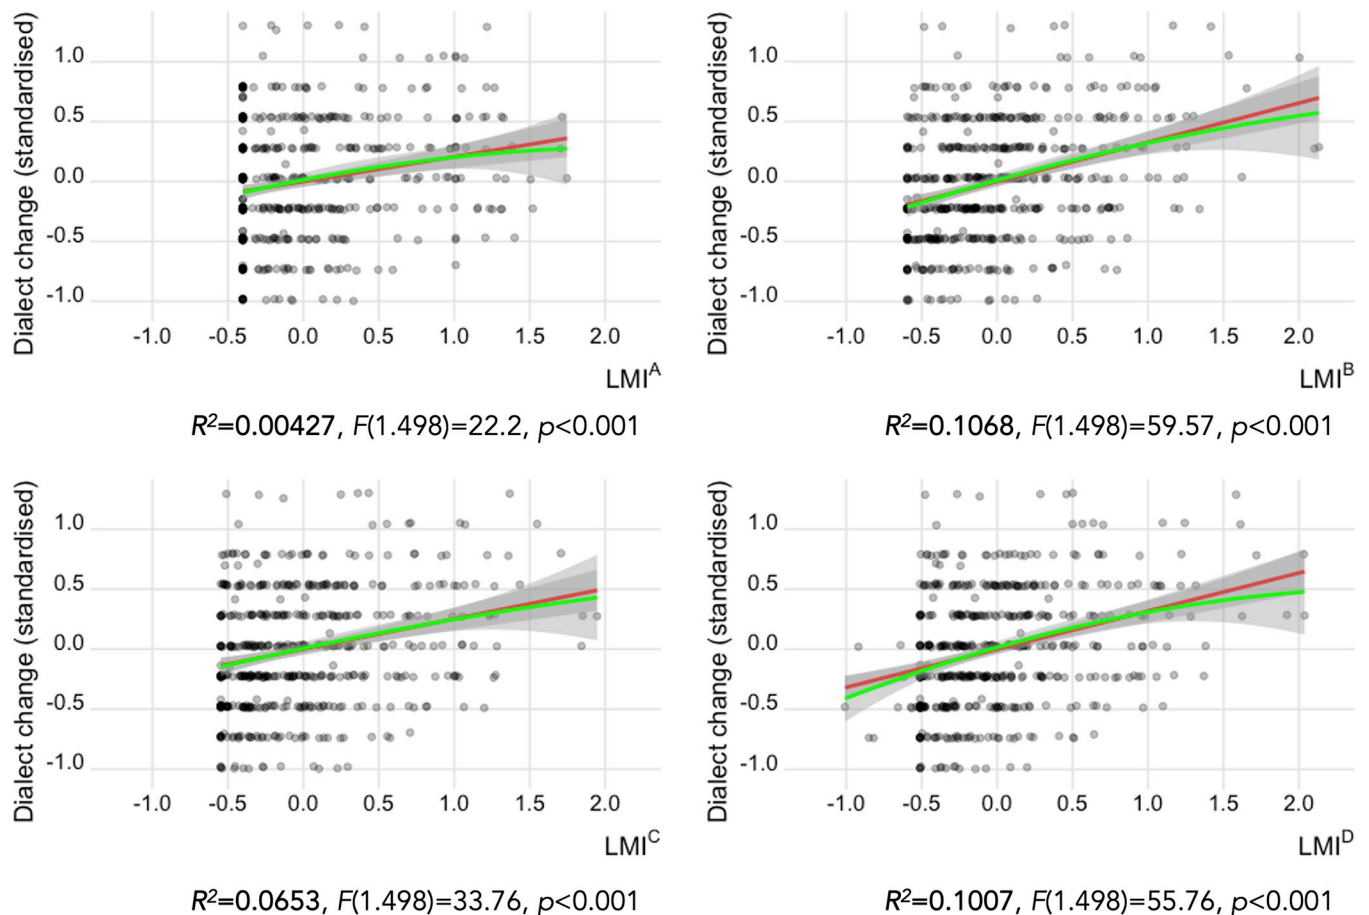 Dialect change (standardised)
1.0
0.5
0.0
-0.5
-1.0
-1.0 -0.5 0.0 0.5 1.0 1.5 2.0
LMI^A
R²=0.00427, F(1.498)=22.2, p<0.001
Dialect change (standardised)
1.0
0.5
0.0
-0.5
-1.0
-1.0 -0.5 0.0 0.5 1.0 1.5 2.0
LMI^B
R²=0.1068, F(1.498)=59.57, p<0.001
Dialect change (standardised)
1.0
0.5
0.0
-0.5
-1.0
-1.0 -0.5 0.0 0.5 1.0 1.5 2.0
LMI^C
R²=0.0653, F(1.498)=33.76, p<0.001
Dialect change (standardised)
1.0
0.5
0.0
-0.5
-1.0
-1.0 -0.5 0.0 0.5 1.0 1.5 2.0
LMI^D
R²=0.1007, F(1.498)=55.76, p<0.001